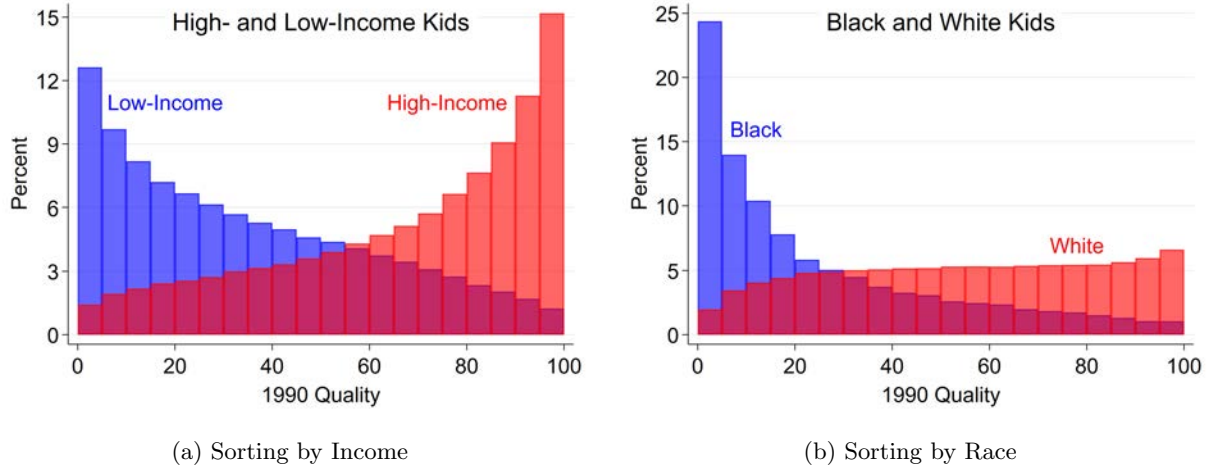 High- and Low-Income Kids
15
12
9
6
3
0
Percent
Low-Income
High-Income
0 20 40 60 80 100
1990 Quality
(a) Sorting by Income
Black and White Kids
25
20
15
10
5
0
Percent
Black
White
0 20 40 60 80 100
1990 Quality
(b) Sorting by Race